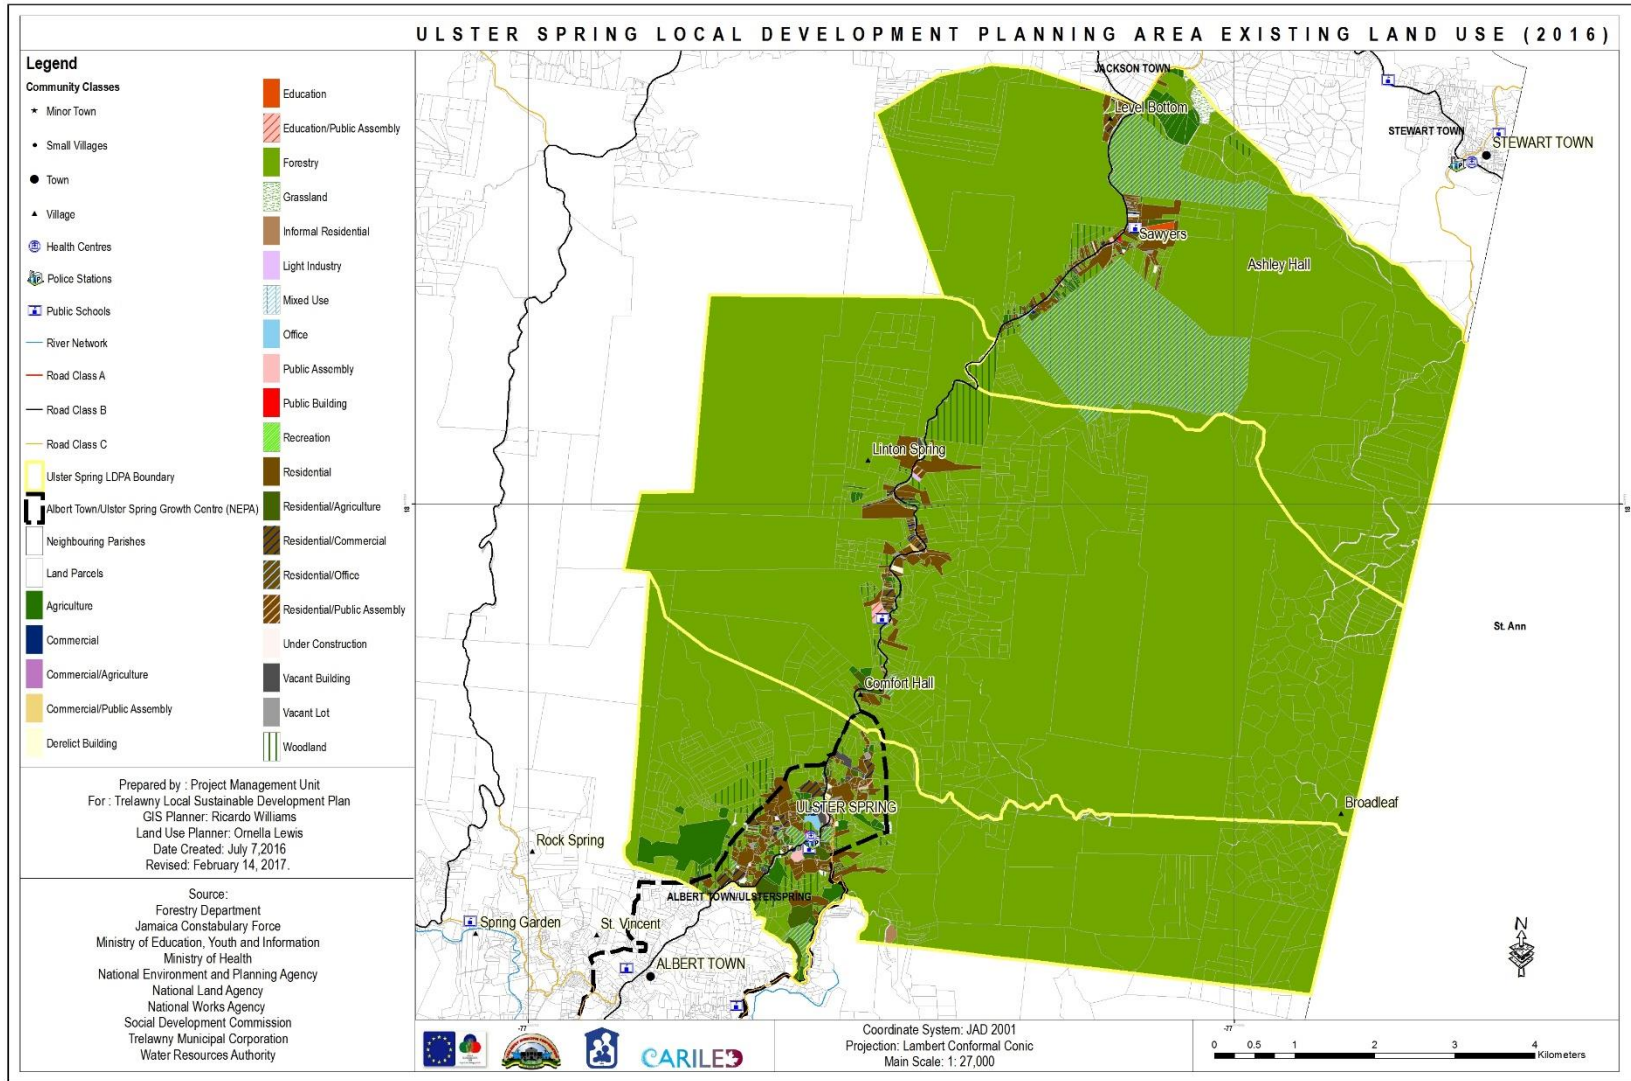 ULSTER SPRING LOCAL DEVELOPMENT PLANNING AREA EXISTING LAND USE (2016)
Legend
Community Classes
Minor Town
Small Villages
Town
Village
Health Centres
Police Stations
Public Schools
River Network
Road Class A
Road Class B
Road Class C
Ulster Spring LDPA Boundary
Albert Town/Ulster Spring Growth Centre (NEPA)
Neighbouring Parishes
Land Parcels
Agriculture
Commercial
Commercial/Agriculture
Commercial/Public Assembly
Derelict Building
Education
Education/Public Assembly
Forestry
Grassland
Informal Residential
Light Industry
Mixed Use
Office
Public Assembly
Public Building
Recreation
Residential
Residential/Agriculture
Residential/Commercial
Residential/Office
Residential/Public Assembly
Under Construction
Vacant Building
Vacant Lot
Woodland
Prepared by : Project Management Unit
For : Trelawny Local Sustainable Development Plan
GIS Planner: Ricardo Williams
Land Use Planner: Ornella Lewis
Date Created: July 7,2016
Revised: February 14, 2017.
Source:
Forestry Department
Jamaica Constabulary Force
Ministry of Education, Youth and Information
Ministry of Health
National Environment and Planning Agency
National Land Agency
National Works Agency
Social Development Commission
Trelawny Municipal Corporation
Water Resources Authority
JACKSON TOWN
Level Bottom
STEWART TOWN
STEWART TOWN
Sawyers
Ashley Hall
Linton Spring
St. Ann
Comfort Hall
Broadleaf
ULSTER SPRING
Rock Spring
ALBERT TOWN/ULSTERSPRING
Spring Garden
St. Vincent
ALBERT TOWN
N
18
18
-77
-77
CARILED
Coordinate System: JAD 2001
Projection: Lambert Conformal Conic
Main Scale: 1: 27,000
0 0.5 1 2 3 4
Kilometers